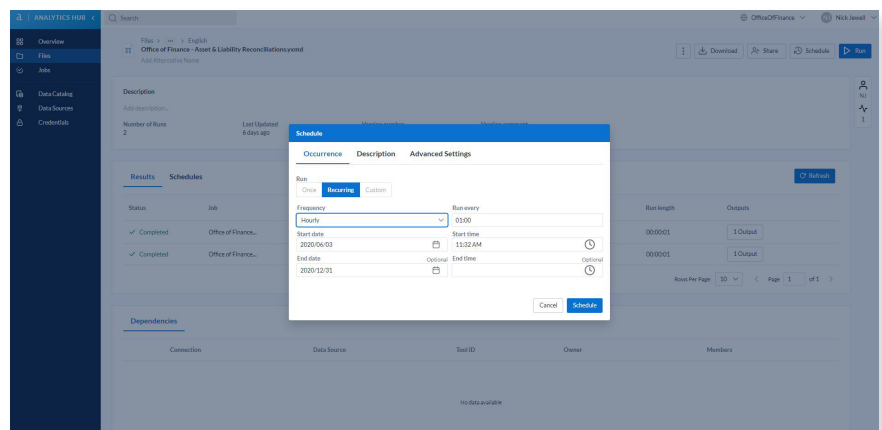 a. | ANALYTICS HUB <
Search
OfficeOfFinance
NJ Nick Jewell
Overview
Files
Jobs
Data Catalog
Data Sources
Credentials
Files > ... > English
Office of Finance - Asset & Liability Reconciliations.yxmd
Add Alternative Name
Download
Share
Schedule
Run
NJ
1
Description
Add description...
Number of Runs
2
Last Updated
6 days ago
Version number
Version comment
Schedule
Occurrence Description Advanced Settings
Run
Once Recurring Custom
Frequency Run every
Hourly 01:00
Start date Start time
2020/06/03 11:32 AM
End date Optional End time Optional
2020/12/31
Cancel Schedule
Results Schedules
Refresh
Status Job Run length Outputs
Completed Office of Finance... 00:00:01 1 Output
Completed Office of Finance... 00:00:01 1 Output
Rows Per Page 10 < Page 1 of 1 >
Dependencies
Connection Data Source Tool ID Owner Members
No data available